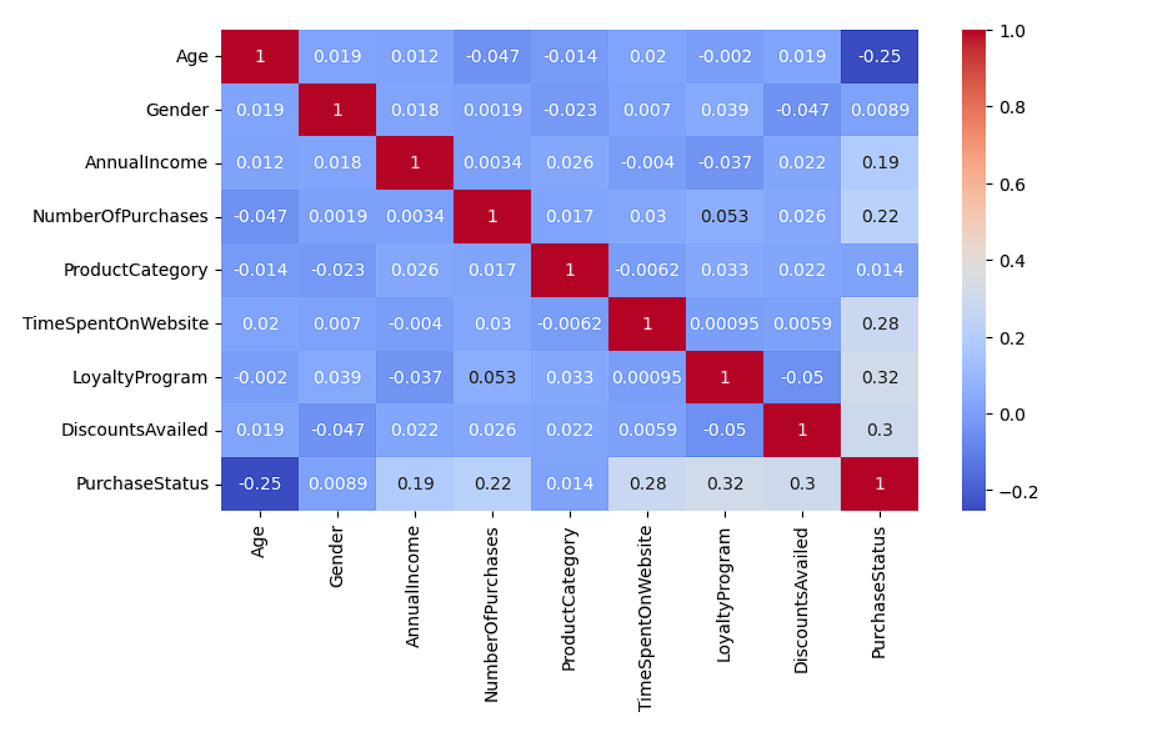 Age 1 0.019 0.012 -0.047 -0.014 0.02 -0.002 0.019 -0.25
Gender 0.019 1 0.018 0.0019 -0.023 0.007 0.039 -0.047 0.0089
AnnualIncome 0.012 0.018 1 0.0034 0.026 -0.004 -0.037 0.022 0.19
NumberOfPurchases -0.047 0.0019 0.0034 1 0.017 0.03 0.053 0.026 0.22
ProductCategory -0.014 -0.023 0.026 0.017 1 -0.0062 0.033 0.022 0.014
TimeSpentOnWebsite 0.02 0.007 -0.004 0.03 -0.0062 1 0.00095 0.0059 0.28
LoyaltyProgram -0.002 0.039 -0.037 0.053 0.033 0.00095 1 -0.05 0.32
DiscountsAvailed 0.019 -0.047 0.022 0.026 0.022 0.0059 -0.05 1 0.3
PurchaseStatus -0.25 0.0089 0.19 0.22 0.014 0.28 0.32 0.3 1
Age
Gender
AnnualIncome
NumberOfPurchases
ProductCategory
TimeSpentOnWebsite
LoyaltyProgram
DiscountsAvailed
PurchaseStatus
1.0
0.8
0.6
0.4
0.2
0.0
−0.2